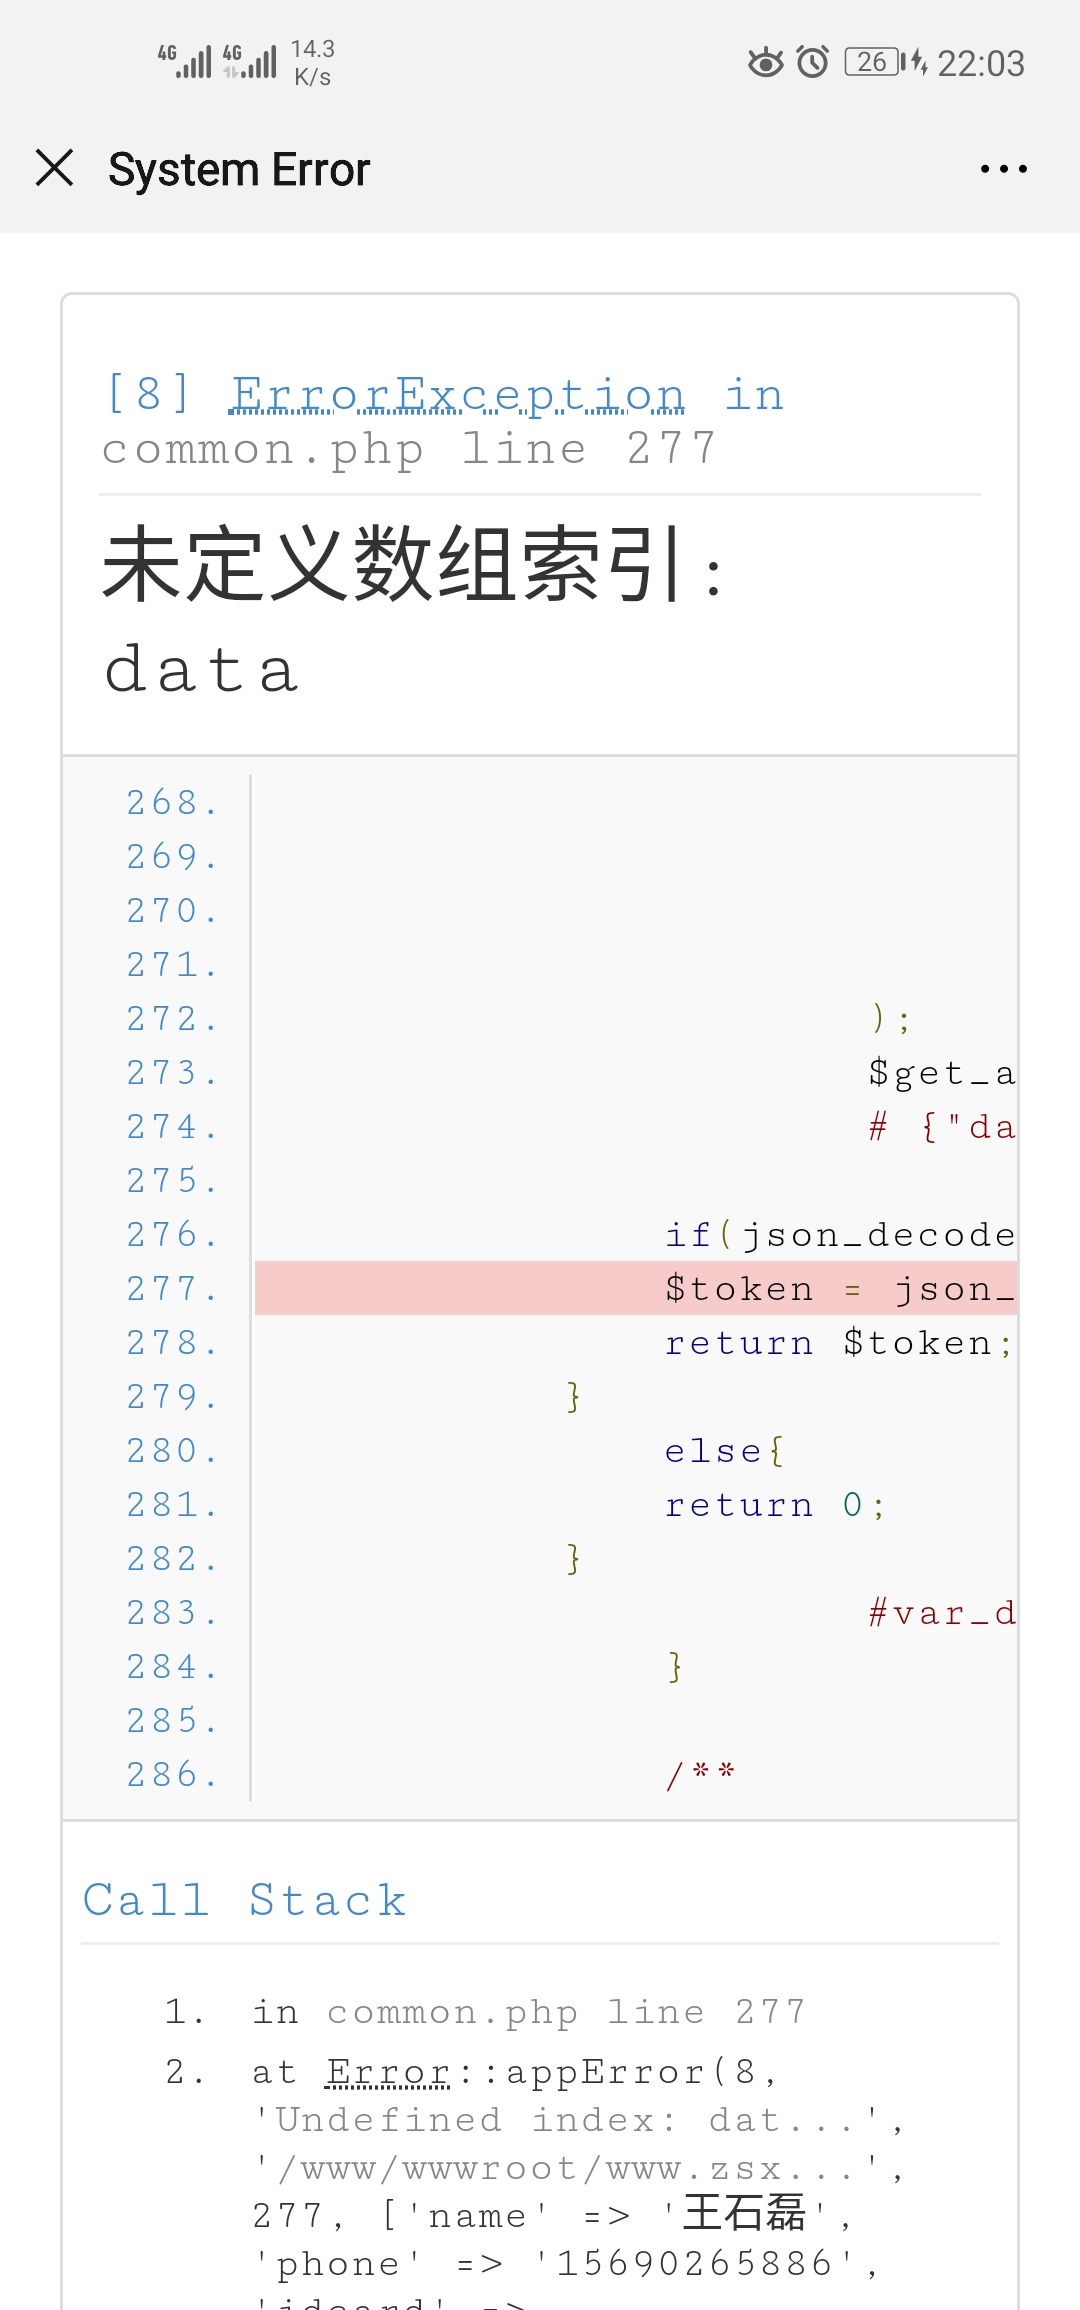 4G 4G 14.3 K/s 26 22:03
System Error
[8] ErrorException in
common.php line 277
未定义数组索引:
data
268.
269.
270.
271.
272. );
273. $get_a
274. # {"da
275.
276. if(json_decode
277. $token = json_
278. return $token;
279. }
280. else{
281. return 0;
282. }
283. #var_d
284. }
285.
286. /**
Call Stack
1. in common.php line 277
2. at Error::appError(8,
'Undefined index: dat...',
'/www/wwwroot/www.zsx...',
277, ['name' => '王石磊',
'phone' => '15690265886',
'idcard' =>